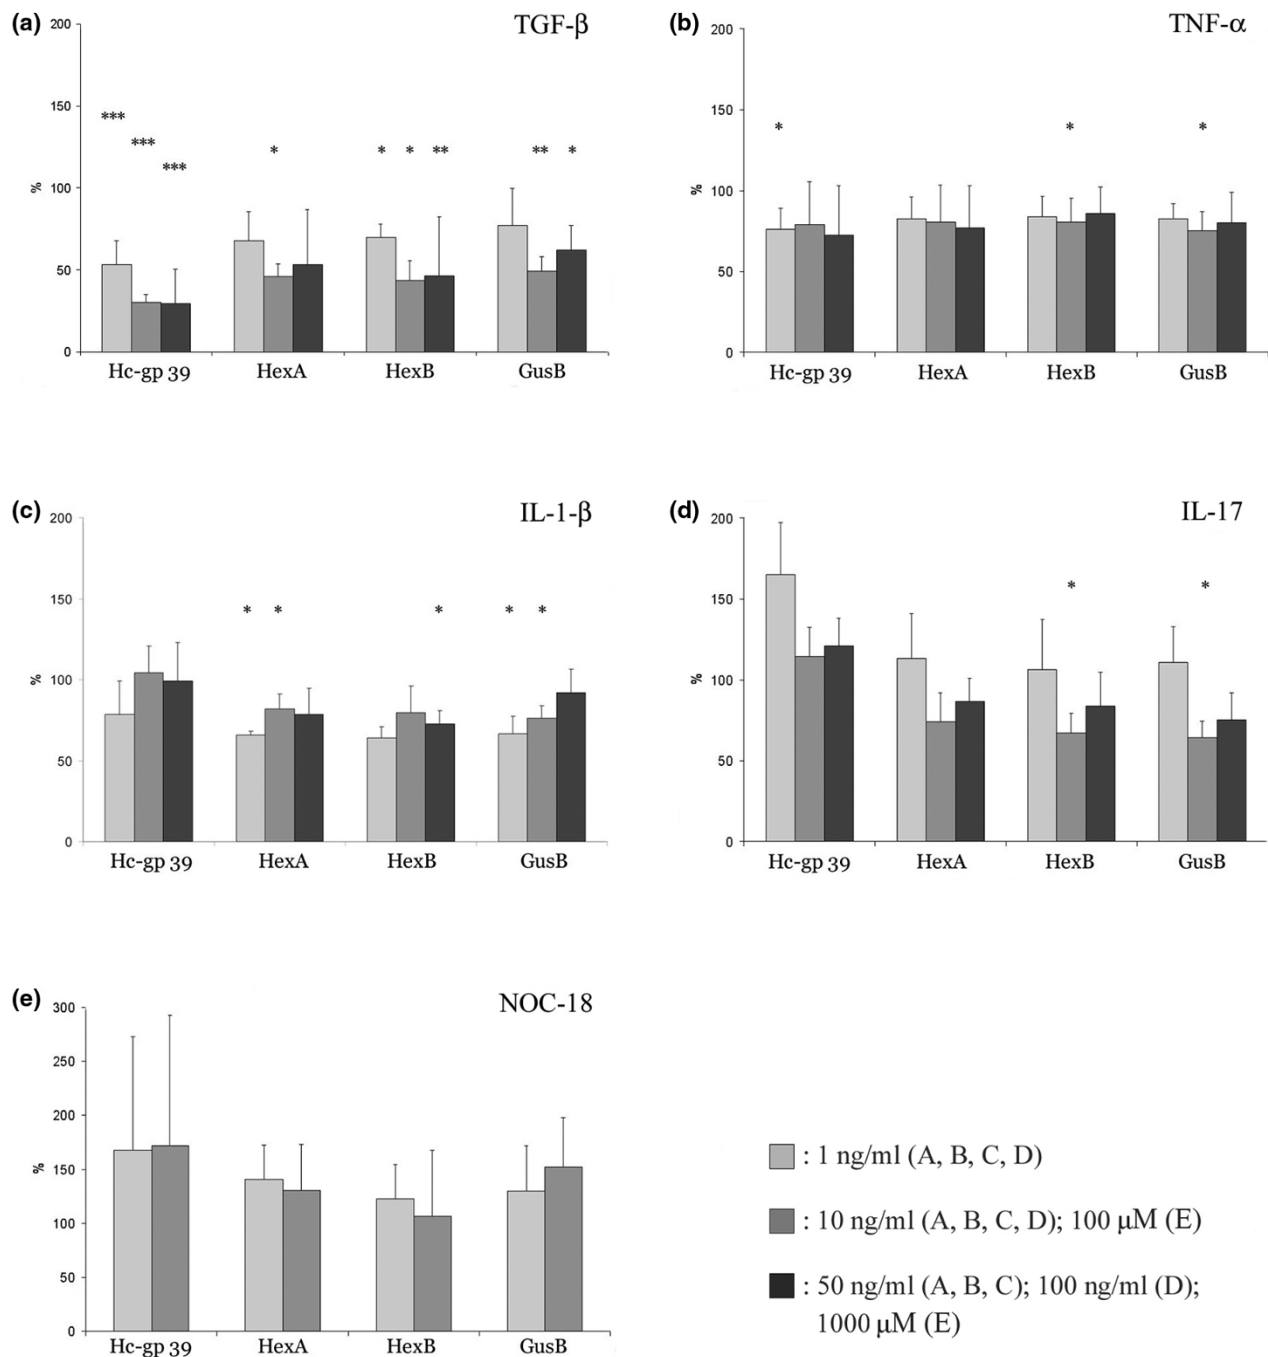 (a)
TGF-β
200
150
100
50
0
%
***
***
***
*
*
*
**
**
*
Hc-gp 39 HexA HexB GusB
(b)
TNF-α
200
150
100
50
0
%
*
*
*
Hc-gp 39 HexA HexB GusB
(c)
IL-1-β
200
150
100
50
0
%
*
*
*
*
*
Hc-gp 39 HexA HexB GusB
(d)
IL-17
200
150
100
50
0
%
*
*
Hc-gp 39 HexA HexB GusB
(e)
NOC-18
300
250
200
150
100
50
0
%
Hc-gp 39 HexA HexB GusB
: 1 ng/ml (A, B, C, D)
: 10 ng/ml (A, B, C, D); 100 µM (E)
: 50 ng/ml (A, B, C); 100 ng/ml (D);
1000 µM (E)